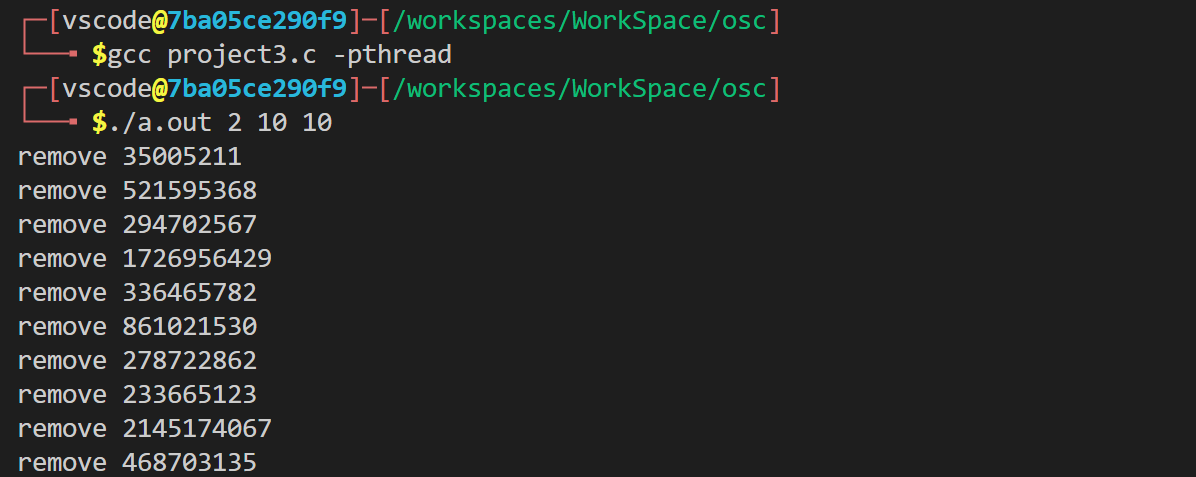 ┌─[vscode@7ba05ce290f9]─[/workspaces/WorkSpace/osc]
└──╼ $gcc project3.c -pthread
┌─[vscode@7ba05ce290f9]─[/workspaces/WorkSpace/osc]
└──╼ $./a.out 2 10 10
remove 35005211
remove 521595368
remove 294702567
remove 1726956429
remove 336465782
remove 861021530
remove 278722862
remove 233665123
remove 2145174067
remove 468703135